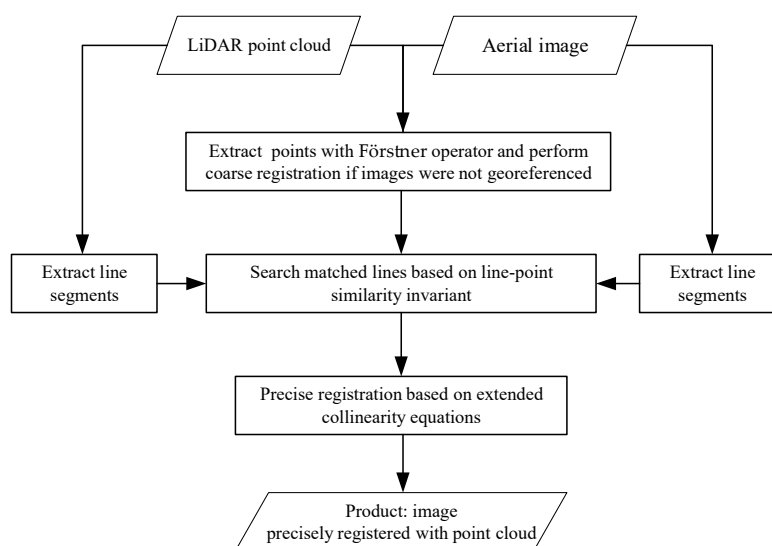 LiDAR point cloud
Aerial image
Extract points with Förstner operator and perform
coarse registration if images were not georeferenced
Extract line
segments
Search matched lines based on line-point
similarity invariant
Extract line
segments
Precise registration based on extended
collinearity equations
Product: image
precisely registered with point cloud